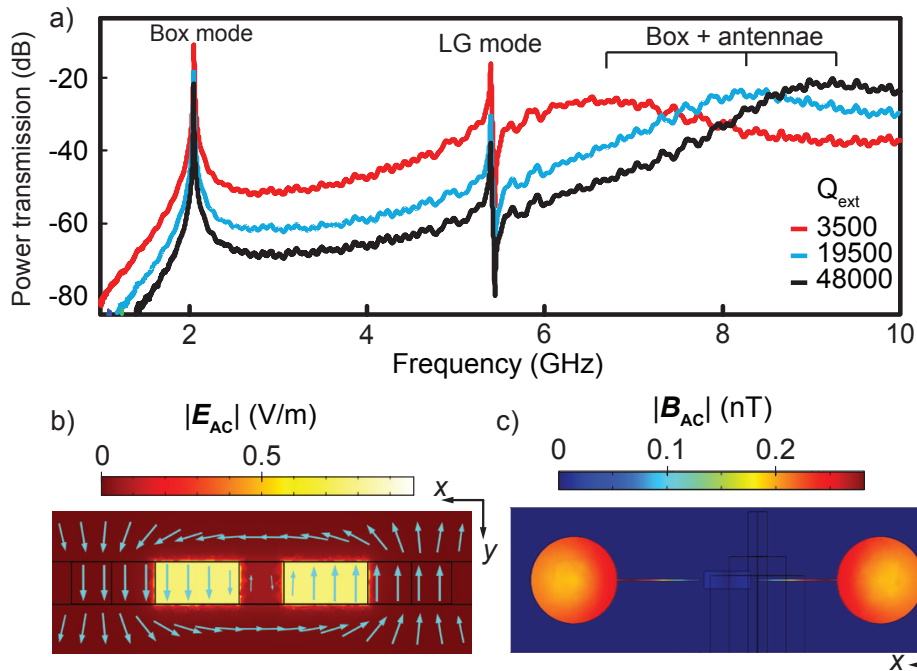 a)
Power transmission (dB)
-20
-40
-60
-80
Box mode
LG mode
Box + antennae
Q_ext
3500
19500
48000
2 4 6 8 10
Frequency (GHz)
b)
|E_AC| (V/m)
0 0.5
x
y
c)
|B_AC| (nT)
0 0.1 0.2
x